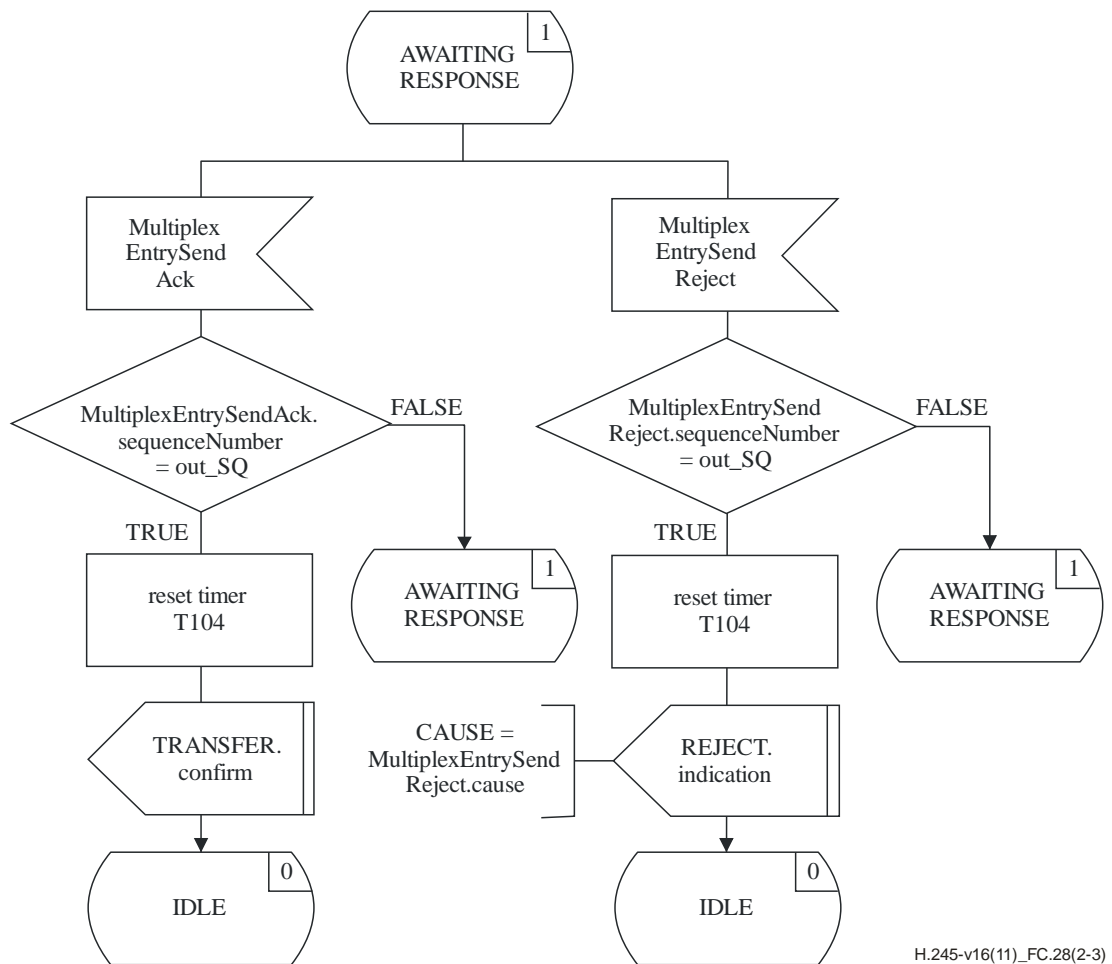 1
AWAITING
RESPONSE
Multiplex
EntrySend
Ack
Multiplex
EntrySend
Reject
MultiplexEntrySendAck.
sequenceNumber
= out_SQ
FALSE
MultiplexEntrySend
Reject.sequenceNumber
= out_SQ
FALSE
TRUE
TRUE
reset timer
T104
1
AWAITING
RESPONSE
reset timer
T104
1
AWAITING
RESPONSE
TRANSFER.
confirm
CAUSE =
MultiplexEntrySend
Reject.cause
REJECT.
indication
0
IDLE
0
IDLE
H.245-v16(11)_FC.28(2-3)